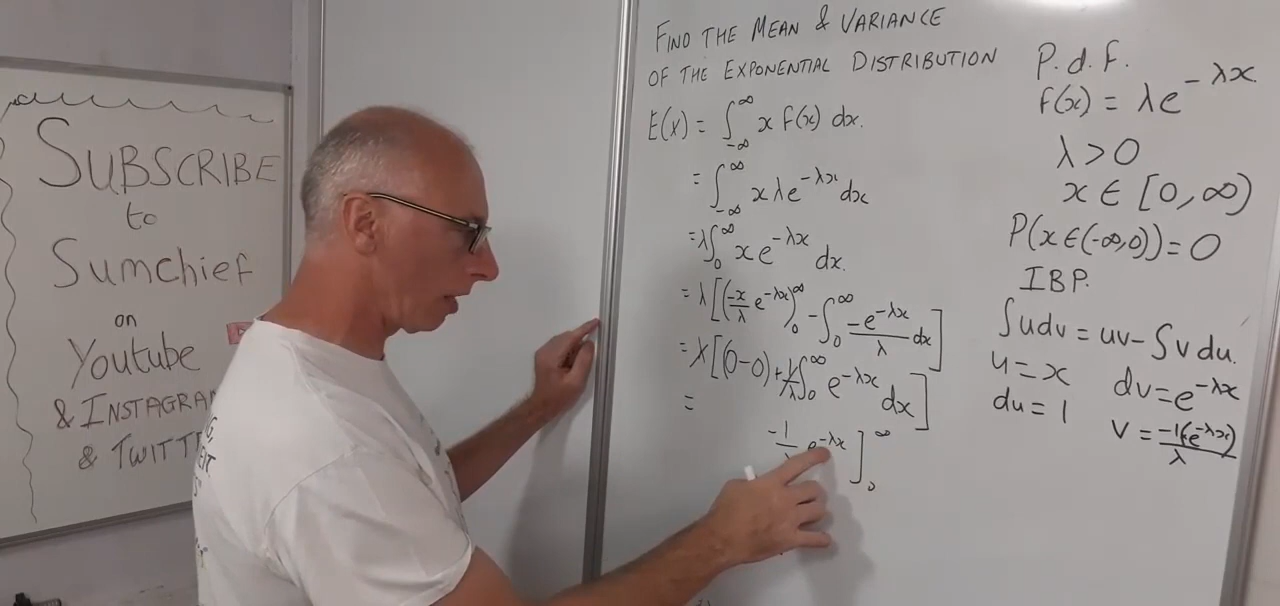 SUBSCRIBE
to
Sumchief
on
Youtube
& INSTAGRA
& TWITT
FIND THE MEAN & VARIANCE
OF THE EXPONENTIAL DISTRIBUTION
E(x) = ∫_{-∞}^{∞} x f(x) dx.
= ∫_{-∞}^{∞} x λe^{-λx} dx
= λ∫_0^∞ x e^{-λx} dx.
= λ[(-x/λ e^{-λx})_0^∞ - ∫_0^∞ -e^{-λx}/λ dx]
= λ[(0-0) + 1/λ ∫_0^∞ e^{-λx} dx]
=
-1/λ e^{-λx}]_0^∞
P.d.f.
f(x) = λe^{-λx}
λ > 0
x ∈ [0, ∞)
P(x∈(-∞,0)) = 0
IBP.
∫udv = uv - ∫v du.
u = x dv = e^{-λx}
du = 1
v = -1(e^{-λx})/λ